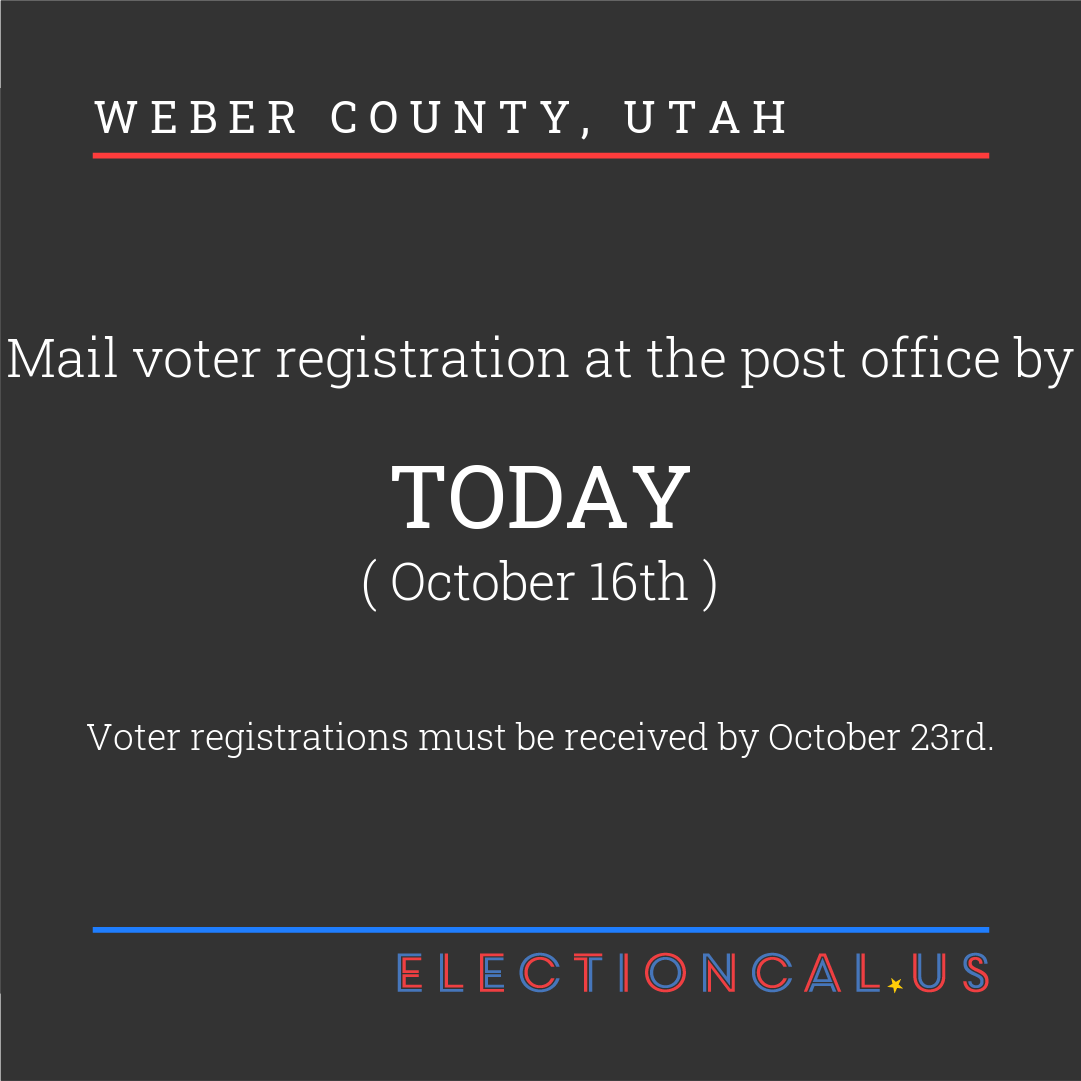 WEBER COUNTY, UTAH
Mail voter registration at the post office by
TODAY
( October 16th )
Voter registrations must be received by October 23rd.
ELECTIONCAL.US